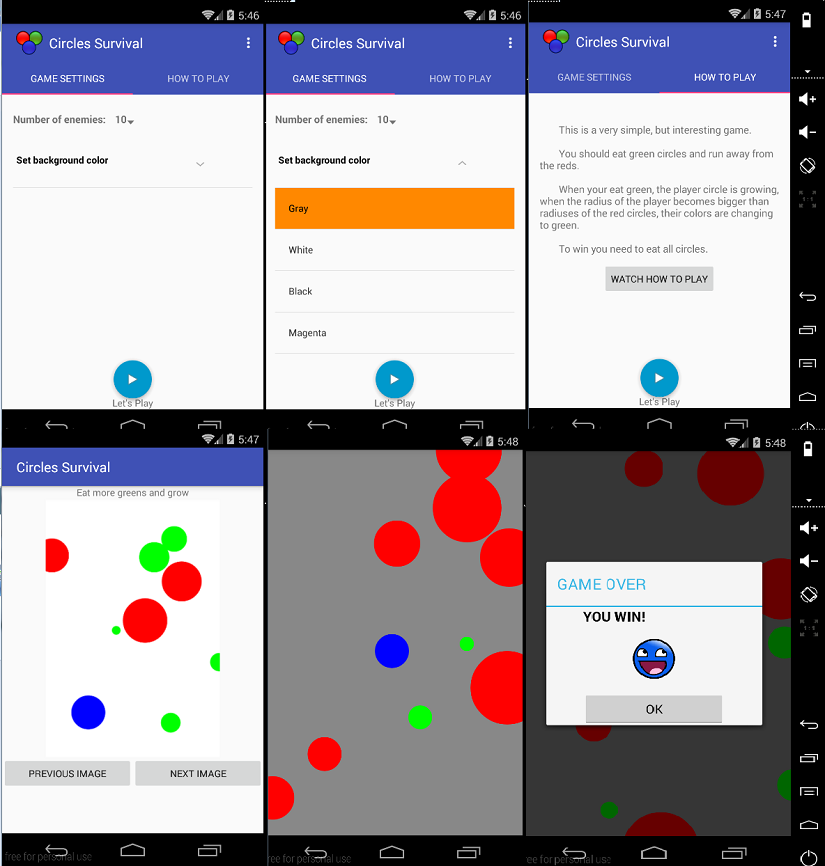 5:46
Circles Survival
GAME SETTINGS HOW TO PLAY
Number of enemies: 10
Set background color
Let's Play
5:46
Circles Survival
GAME SETTINGS HOW TO PLAY
Number of enemies: 10
Set background color
Gray
White
Black
Magenta
Let's Play
5:47
Circles Survival
GAME SETTINGS HOW TO PLAY
This is a very simple, but interesting game.
You should eat green circles and run away from
the reds.
When your eat green, the player circle is growing,
when the radius of the player becomes bigger than
radiuses of the red circles, their colors are changing
to green.
To win you need to eat all circles.
WATCH HOW TO PLAY
Let's Play
5:47
Circles Survival
Eat more greens and grow
PREVIOUS IMAGE NEXT IMAGE
free for personal use
5:48
free for personal use
5:48
GAME OVER
YOU WIN!
OK
free for personal use